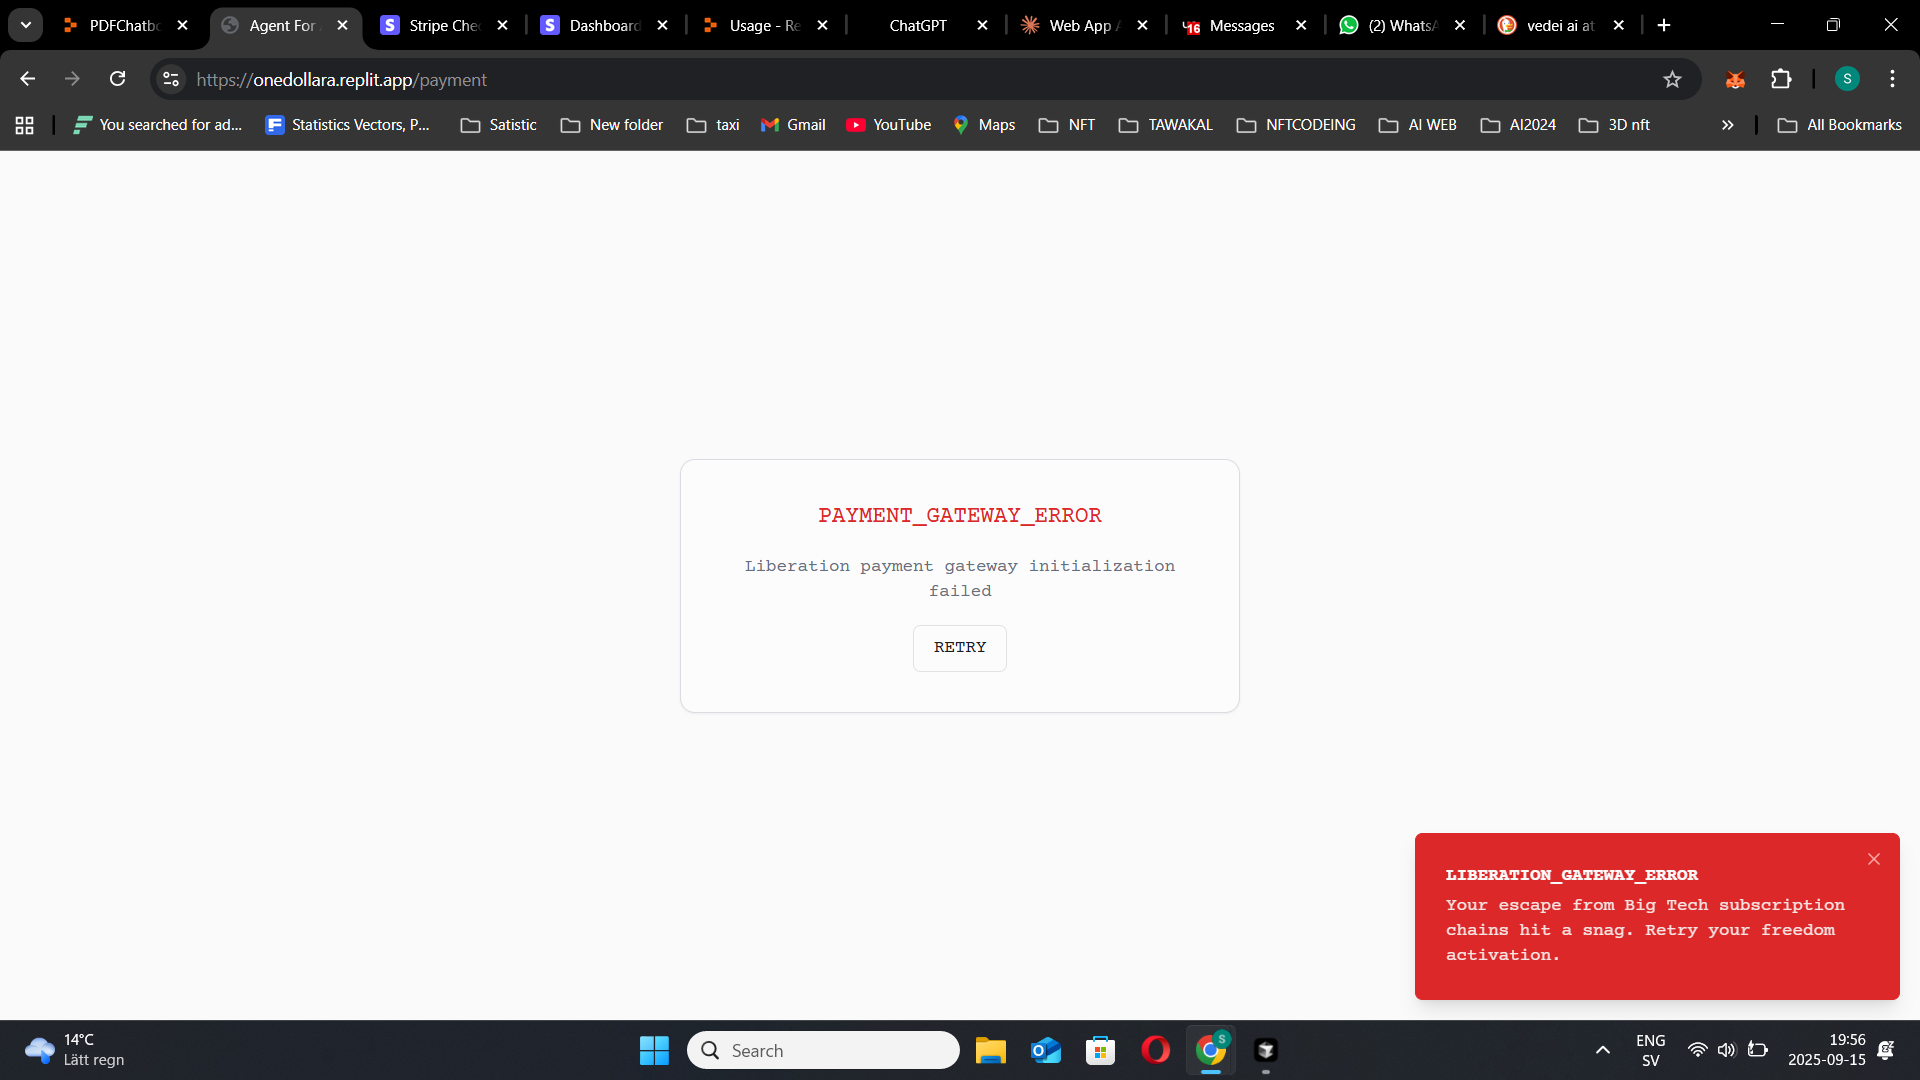 PDFChatbo
Agent For
Stripe Chec
Dashboard
Usage - Re
ChatGPT
Web App A
16
Messages
(2) WhatsA
vedei ai at
https://onedollara.replit.app/payment
S
You searched for ad...
Statistics Vectors, P...
Satistic
New folder
taxi
Gmail
YouTube
Maps
NFT
TAWAKAL
NFTCODEING
AI WEB
AI2024
3D nft
All Bookmarks
PAYMENT_GATEWAY_ERROR
Liberation payment gateway initialization
failed
RETRY
LIBERATION_GATEWAY_ERROR
Your escape from Big Tech subscription
chains hit a snag. Retry your freedom
activation.
14°C
Lätt regn
Search
S
ENG
SV
19:56
2025-09-15